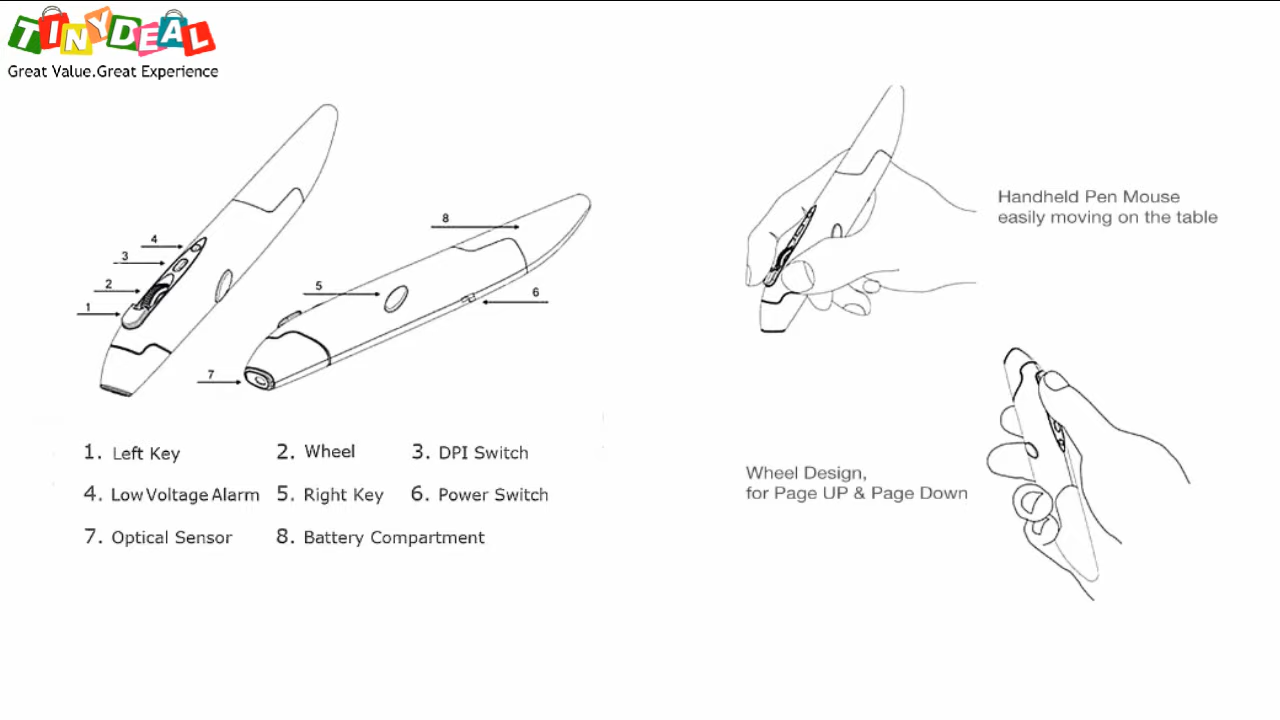 TINYDEAL
Great Value.Great Experience
4
3
2
1
8
5
6
7
1. Left Key 2. Wheel 3. DPI Switch
4. Low Voltage Alarm 5. Right Key 6. Power Switch
7. Optical Sensor 8. Battery Compartment
Handheld Pen Mouse
easily moving on the table
Wheel Design,
for Page UP & Page Down